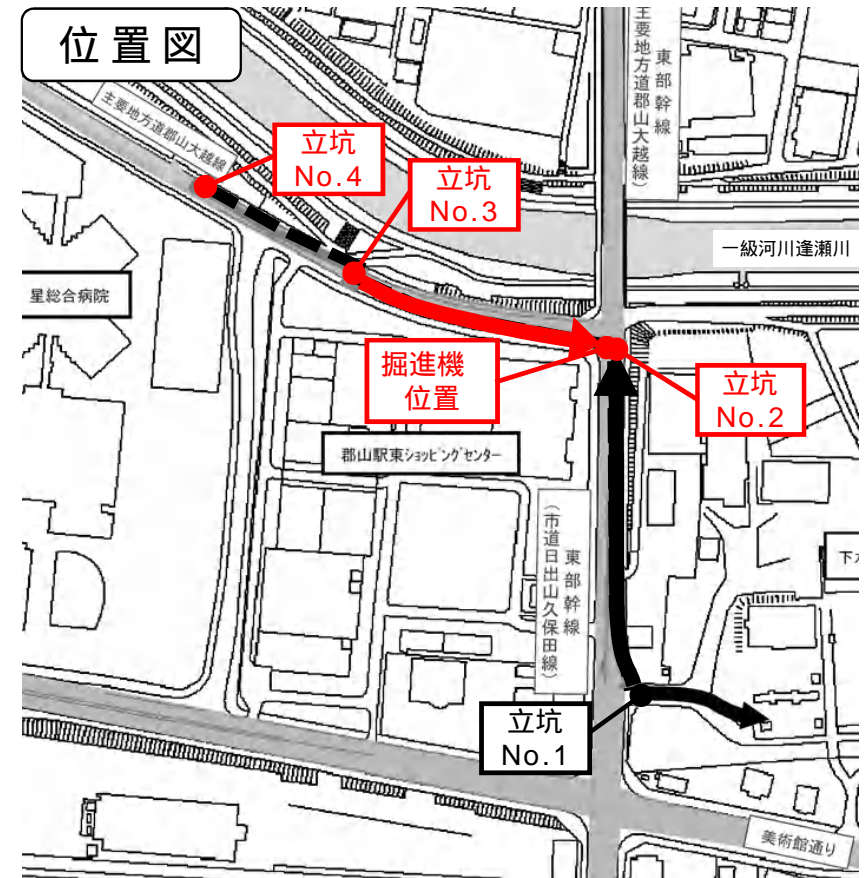 位置図
主要地方道郡山大越線
東部幹線
(主要地方道郡山大越線)
立坑
No.4
立坑
No.3
一級河川逢瀬川
星総合病院
掘進機
位置
立坑
No.2
郡山駅東ショッピングセンター
東部幹線
(市道日出山久保田線)
立坑
No.1
美術館通り